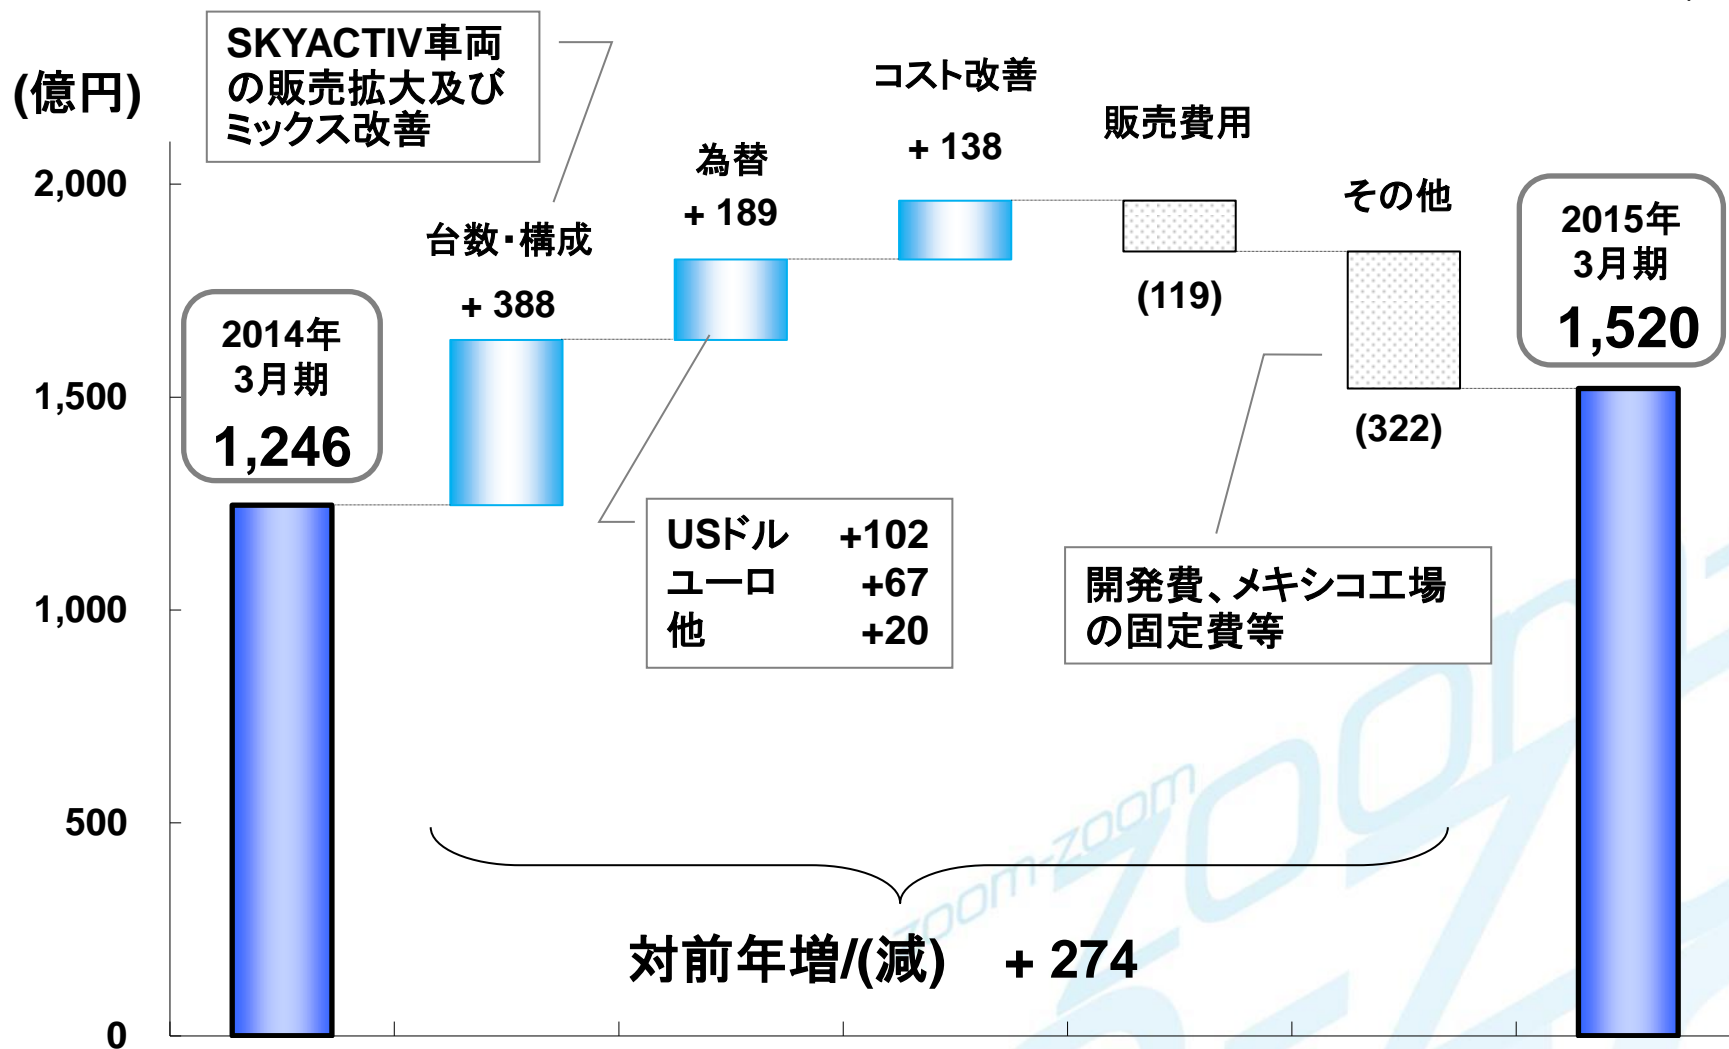 (億円)
SKYACTIV車両
の販売拡大及び
ミックス改善
2,000
1,500
1,000
500
0
2014年
3月期
1,246
台数・構成
+ 388
為替
+ 189
コスト改善
+ 138
販売費用
(119)
その他
(322)
2015年
3月期
1,520
USドル +102
ユーロ +67
他 +20
開発費、メキシコ工場
の固定費等
対前年増/(減) + 274
zoom-zoom